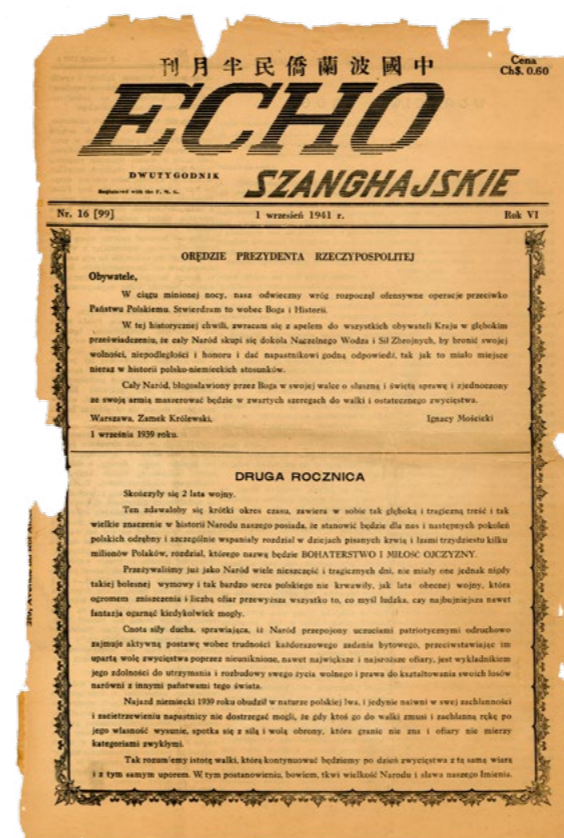 刊月半民僑蘭波國中
Cena
Ch$. 0.60
ECHO
DWUTYGODNIK
SZANGHAJSKIE
Nr. 16 [99] 1 wrzesień 1941 r. Rok VI
ORĘDZIE PREZYDENTA RZECZYPOSPOLITEJ
Obywatele,
W ciągu minionej nocy, nasz odwieczny wróg rozpoczął ofensywne operacje przeciwko
Państwu Polskiemu. Stwierdzam to wobec Boga i Historii.
W tej historycznej chwili, zwracam się z apelem do wszystkich obywateli Kraju w głębokim
przeświadczeniu, że cały Naród skupi się dokoła Naczelnego Wodza i Sił Zbrojnych, by bronić swojej
wolności, niepodległości i honoru i dać napastnikowi godną odpowiedź, tak jak to miało miejsce
nieraz w historii polsko-niemieckich stosunków.
Cały Naród, błogosławiony przez Boga w swojej walce o słuszną i świętą sprawę i zjednoczony
ze swoją armią maszerować będzie w zwartych szeregach do walki i ostatecznego zwycięstwa.
Warszawa, Zamek Królewski, Ignacy Mościcki
1 września 1939 roku.
DRUGA ROCZNICA
Skończyły się 2 lata wojny.
Ten zdawałoby się krótki okres czasu, zawiera w sobie tak głęboką i tragiczną treść i tak
wielkie znaczenie w historii Narodu naszego posiada, że stanowić będzie dla nas i następnych pokoleń
polskich odrębny i szczególnie wspaniały rozdział w dziejach pisanych krwią i łzami trzydziestu kilku
milionów Polaków, rozdział, którego nazwą będzie BOHATERSTWO I MIŁOŚĆ OJCZYZNY.
Przeżywaliśmy już jako Naród wiele nieszczęść i tragicznych dni, nie miały one jednak nigdy
takiej bolesnej wymowy i tak bardzo serca polskiego nie krwawiły, jak lata obecnej wojny, która
ogromem zniszczenia i liczbą ofiar przewyższa wszystko to, co myśl ludzka, czy najbujniejsza nawet
fantazja ogarnąć kiedykolwiek mogły.
Cnota siły ducha, sprawiająca, iż Naród przepojony uczuciami patriotycznymi odruchowo
zajmuje aktywną postawę wobec trudności każdorazowego zadania bytowego, przeciwstawiając im
upartą wolę zwycięstwa poprzez nieuniknione, nawet największe i najsroższe ofiary, jest wykładnikiem
jego zdolności do utrzymania i rozbudowy swego życia wolnego i prawa do kształtowania swoich losów
narówni z innymi państwami tego świata.
Najazd niemiecki 1939 roku obudził w naturze polskiej lwa, i jedynie naiwni w swej zachłanności
i zacietrzewieniu napastnicy nie dostrzegać mogli, że gdy ktoś go do walki zmusi i zachłanną rękę po
jego własność wysunie, spotka się z siłą i wolą obrony, która granic nie zna i ofiary nie mierzy
kategoriami zwykłymi.
Tak rozumiemy istotę walki, którą kontynuować będziemy po dzień zwycięstwa z tą samą wiarą
i z tym samym uporem. W tym postanowieniu, bowiem, tkwi wielkość Narodu i sława naszego Imienia.